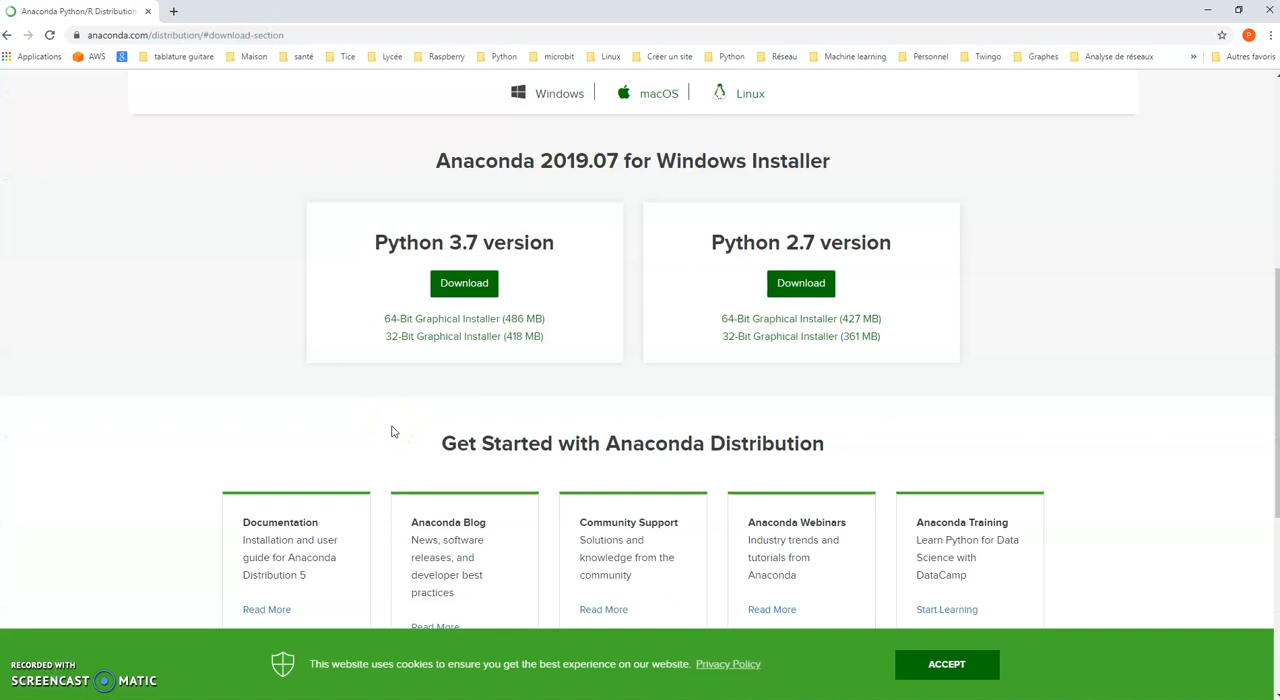 Anaconda Python/R Distribution
anaconda.com/distribution/#download-section
P
Applications AWS tablature guitare Maison santé Tice Lycée Raspberry Python microbit Linux Créer un site Python Réseau Machine learning Personnel Twingo Graphes Analyse de réseaux » Autres favoris
Windows macOS Linux
Anaconda 2019.07 for Windows Installer
Python 3.7 version
Download
64-Bit Graphical Installer (486 MB)
32-Bit Graphical Installer (418 MB)
Python 2.7 version
Download
64-Bit Graphical Installer (427 MB)
32-Bit Graphical Installer (361 MB)
Get Started with Anaconda Distribution
Documentation
Installation and user
guide for Anaconda
Distribution 5
Read More
Anaconda Blog
News, software
releases, and
developer best
practices
Read More
Community Support
Solutions and
knowledge from the
community
Read More
Anaconda Webinars
Industry trends and
tutorials from
Anaconda
Read More
Anaconda Training
Learn Python for Data
Science with
DataCamp
Start Learning
This website uses cookies to ensure you get the best experience on our website. Privacy Policy
ACCEPT
RECORDED WITH
SCREENCAST MATIC